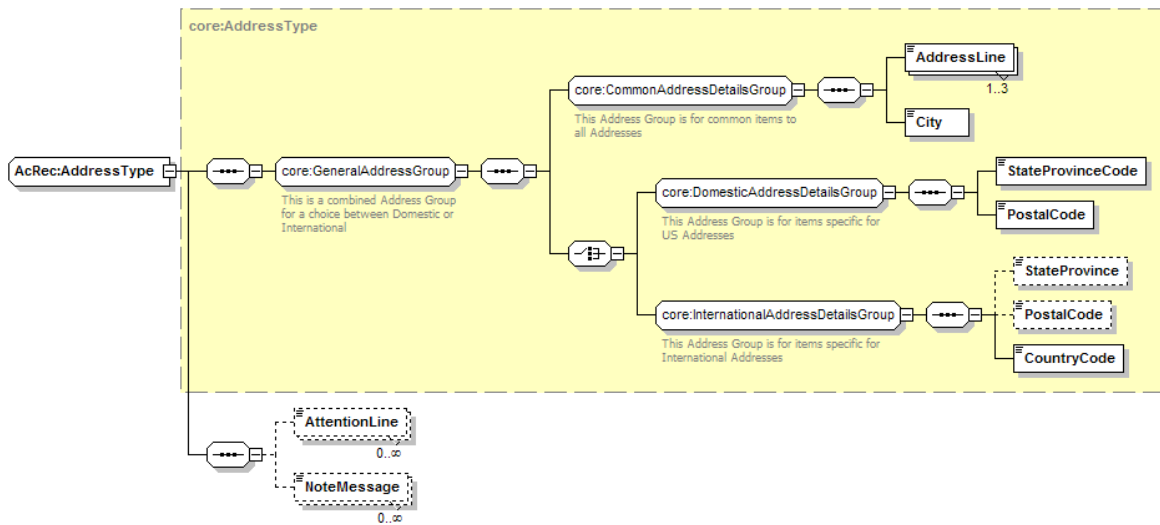 core:AddressType
AddressLine
1..3
core:CommonAddressDetailsGroup
This Address Group is for common items to
all Addresses
City
AcRec:AddressType
core:GeneralAddressGroup
This is a combined Address Group
for a choice between Domestic or
International
core:DomesticAddressDetailsGroup
This Address Group is for items specific for
US Addresses
StateProvinceCode
PostalCode
core:InternationalAddressDetailsGroup
This Address Group is for items specific for
International Addresses
StateProvince
PostalCode
CountryCode
AttentionLine
0..∞
NoteMessage
0..∞